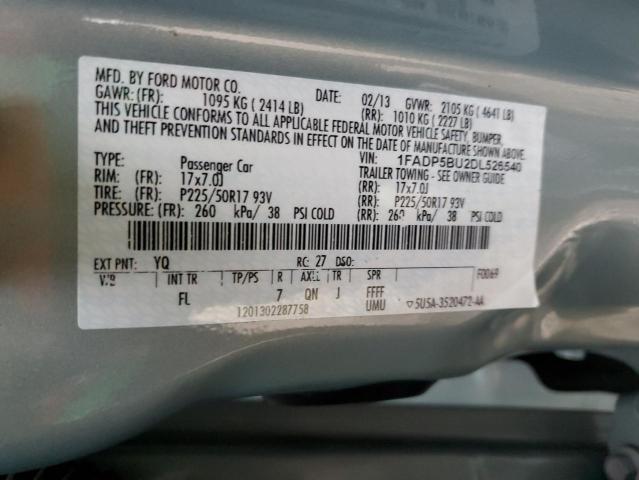 MFD. BY FORD MOTOR CO.
DATE: 02/13 GVWR: 2105 KG ( 4641 LB)
GAWR: (FR): 1095 KG ( 2414 LB) (RR): 1010 KG ( 2227 LB)
THIS VEHICLE CONFORMS TO ALL APPLICABLE FEDERAL MOTOR VEHICLE SAFETY, BUMPER,
AND THEFT PREVENTION STANDARDS IN EFFECT ON THE DATE OF MANUFACTURE SHOWN ABOVE.
VIN: 1FADP5BU2DL526540
TYPE: Passenger Car TRAILER TOWING - SEE OWNER GUIDE
RIM: (FR): 17x7.0J (RR): 17x7.0J
TIRE: (FR): P225/50R17 93V (RR): P225/50R17 93V
PRESSURE: (FR): 260 kPa/ 38 PSI COLD (RR): 260 kPa/ 38 PSI COLD
EXT PNT: YQ RC: 27 DSO: F0069
WB INT TR TP/PS R AXLE TR SPR
FL 7 QN J FFFF
1201302287758 UMU ▽5U5A-3520472-AA